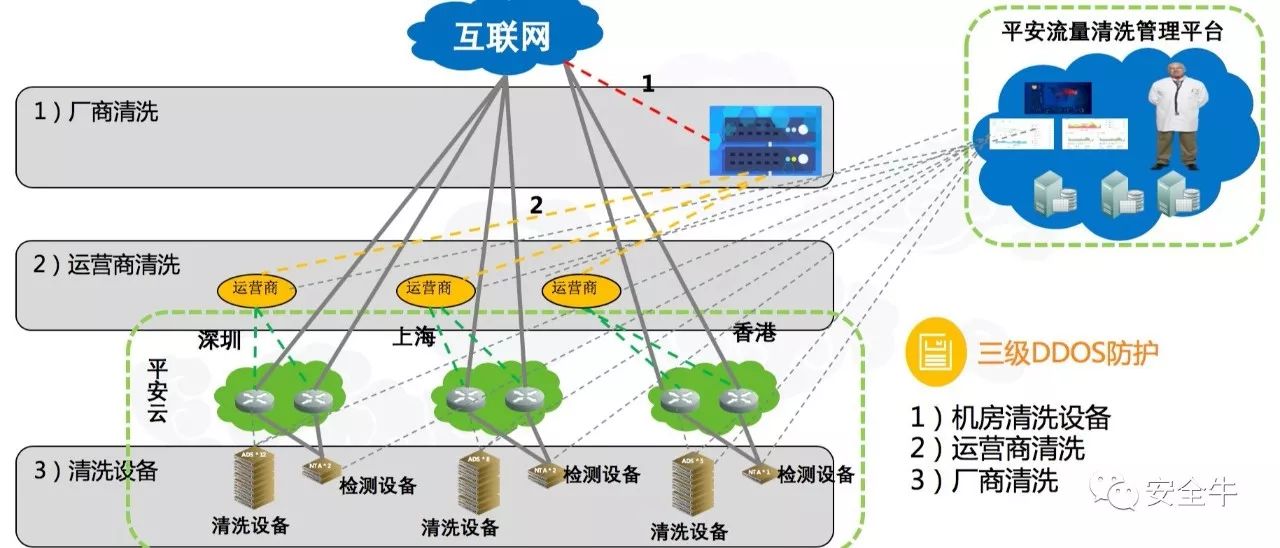 互联网
平安流量清洗管理平台
1
1）厂商清洗
2
2）运营商清洗
运营商
运营商
运营商
深圳
上海
香港
平安云
三级DDOS防护
1）机房清洗设备
2）运营商清洗
3）厂商清洗
3）清洗设备
ADS * 12
NTA * 2
检测设备
清洗设备
ADS * 8
NTA * 2
检测设备
清洗设备
ADS * 5
NTA * 1
检测设备
清洗设备
安全牛